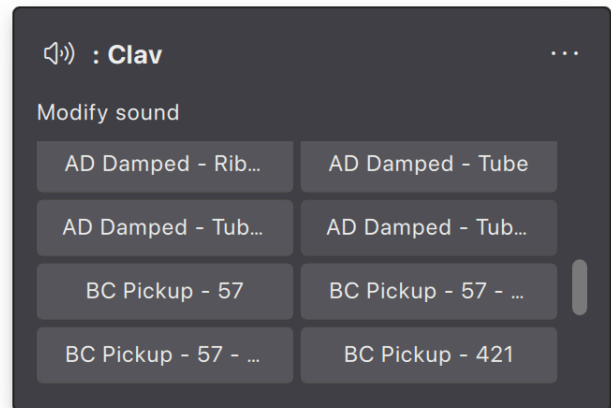 : Clav
...
Modify sound
AD Damped - Rib...
AD Damped - Tube
AD Damped - Tub...
AD Damped - Tub...
BC Pickup - 57
BC Pickup - 57 - ...
BC Pickup - 57 - ...
BC Pickup - 421